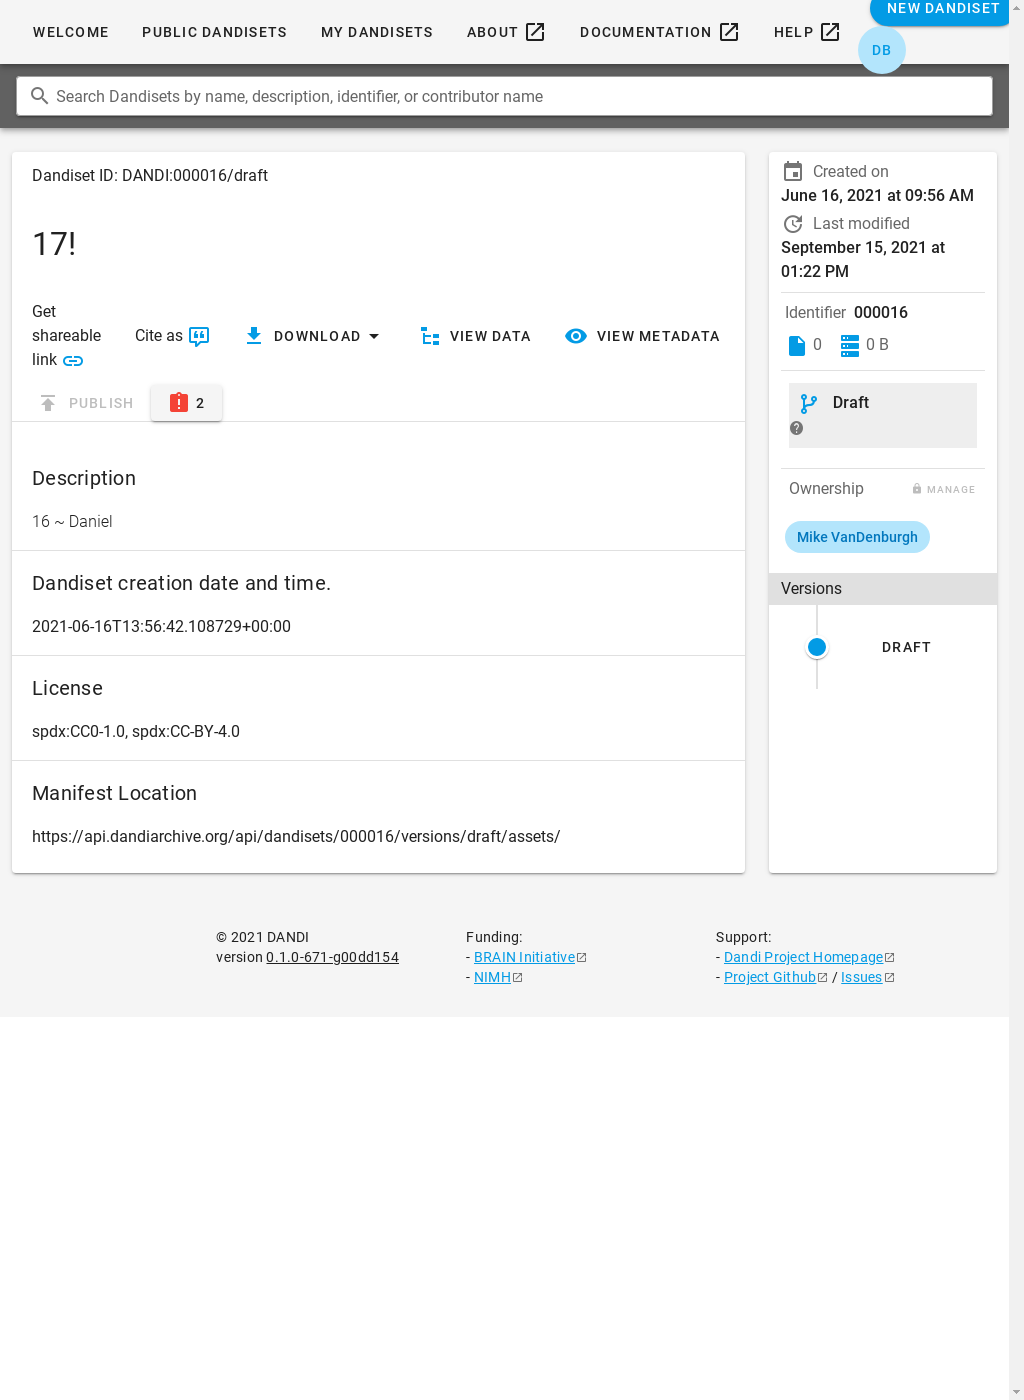 WELCOME
PUBLIC DANDISETS
MY DANDISETS
ABOUT
DOCUMENTATION
HELP
NEW DANDISET
DB
Search Dandisets by name, description, identifier, or contributor name
Dandiset ID: DANDI:000016/draft
17!
Get
shareable
link
Cite as
DOWNLOAD
VIEW DATA
VIEW METADATA
PUBLISH
2
Description
16 ~ Daniel
Dandiset creation date and time.
2021-06-16T13:56:42.108729+00:00
License
spdx:CC0-1.0, spdx:CC-BY-4.0
Manifest Location
https://api.dandiarchive.org/api/dandisets/000016/versions/draft/assets/
Created on
June 16, 2021 at 09:56 AM
Last modified
September 15, 2021 at
01:22 PM
Identifier 000016
0
0 B
Draft
Ownership
MANAGE
Mike VanDenburgh
Versions
DRAFT
© 2021 DANDI
version 0.1.0-671-g00dd154
Funding:
- BRAIN Initiative
- NIMH
Support:
- Dandi Project Homepage
- Project Github / Issues